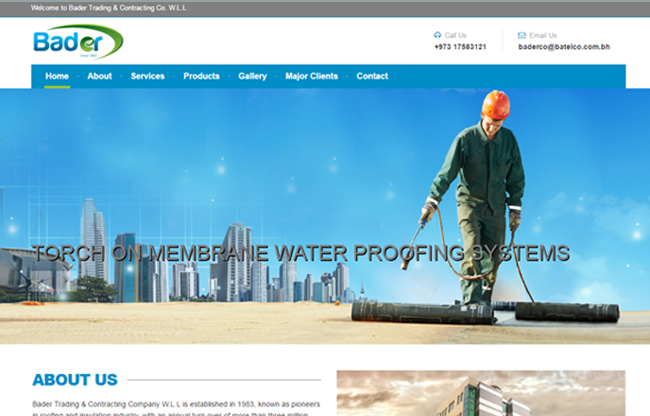 Welcome to Bader Trading & Contracting Co. W.L.L
Bader
Since 1983
Call Us
+973 17583121
Email Us
baderco@batelco.com.bh
Home
About
Services
Products
Gallery
Major Clients
Contact
TORCH ON MEMBRANE WATER PROOFING SYSTEMS
ABOUT US
Bader Trading & Contracting Company W.L.L is established in 1983, known as pioneers
in roofing and insulation industry, with an annual turn over of more than three million